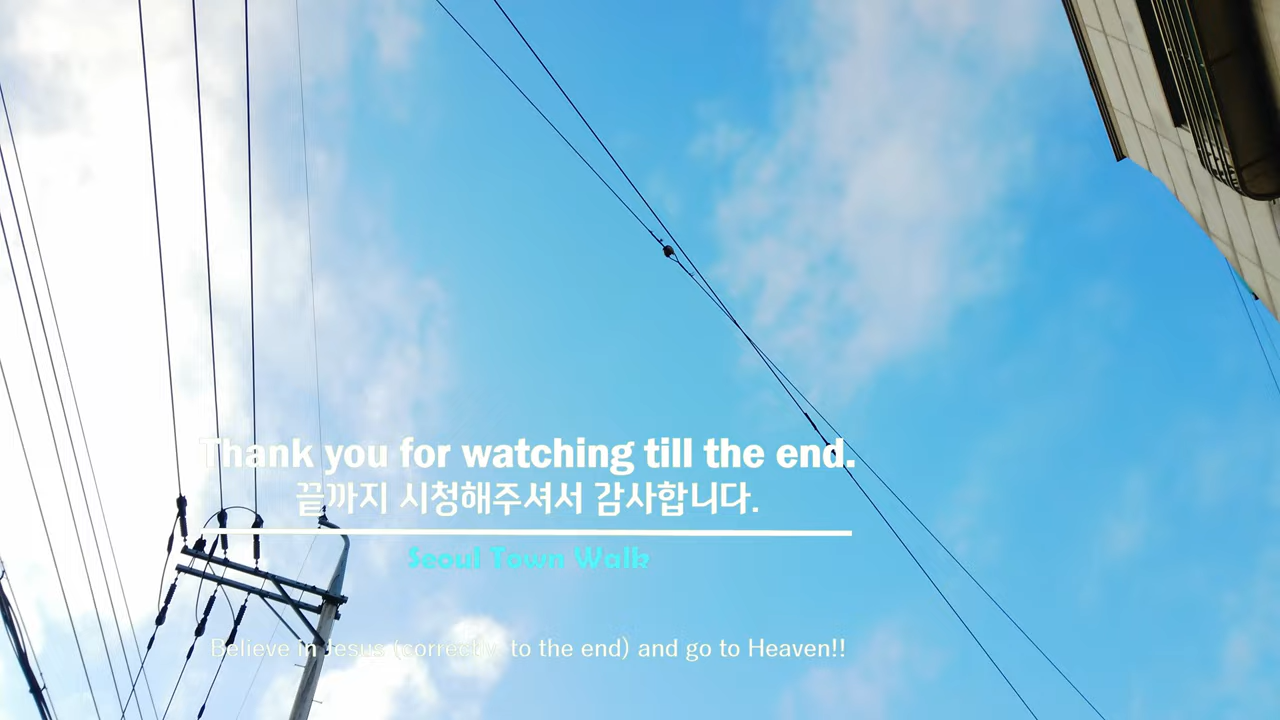 Thank you for watching till the end.
끝까지 시청해주셔서 감사합니다.
Seoul Town Walk
Believe in Jesus (correctly, to the end) and go to Heaven!!